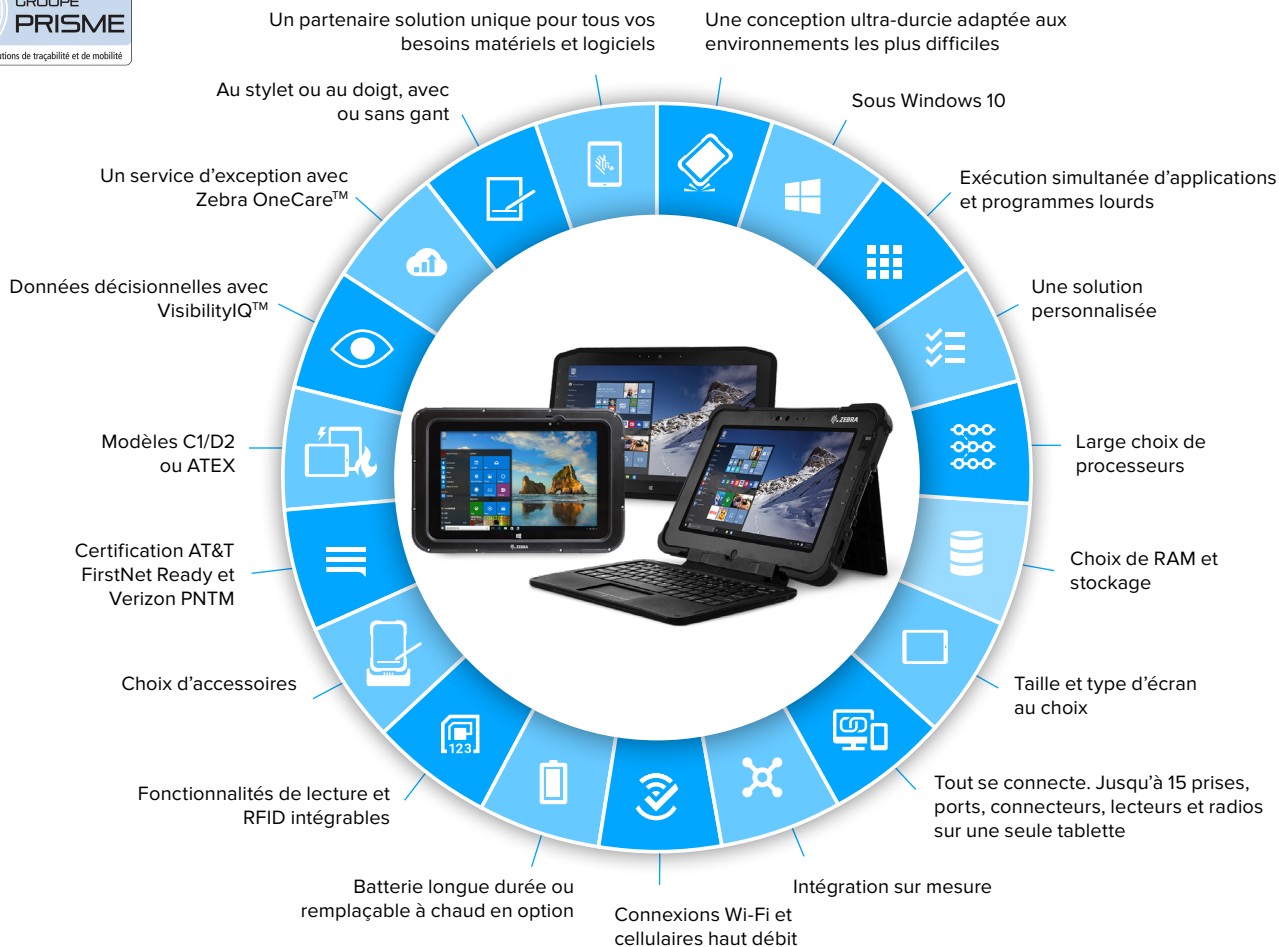 GROUPE
PRISME
utions de traçabilité et de mobilité
Un partenaire solution unique pour tous vos
besoins matériels et logiciels
Une conception ultra-durcie adaptée aux
environnements les plus difficiles
Sous Windows 10
Exécution simultanée d'applications
et programmes lourds
Une solution
personnalisée
Large choix de
processeurs
Choix de RAM et
stockage
Taille et type d'écran
au choix
Tout se connecte. Jusqu'à 15 prises,
ports, connecteurs, lecteurs et radios
sur une seule tablette
Intégration sur mesure
Connexions Wi-Fi et
cellulaires haut débit
Batterie longue durée ou
remplaçable à chaud en option
Fonctionnalités de lecture et
RFID intégrables
Choix d'accessoires
Certification AT&T
FirstNet Ready et
Verizon PNTM
Modèles C1/D2
ou ATEX
Données décisionnelles avec
VisibilityIQ™
Un service d'exception avec
Zebra OneCare™
Au stylet ou au doigt, avec
ou sans gant
123
ZEBRA
ZEBRA